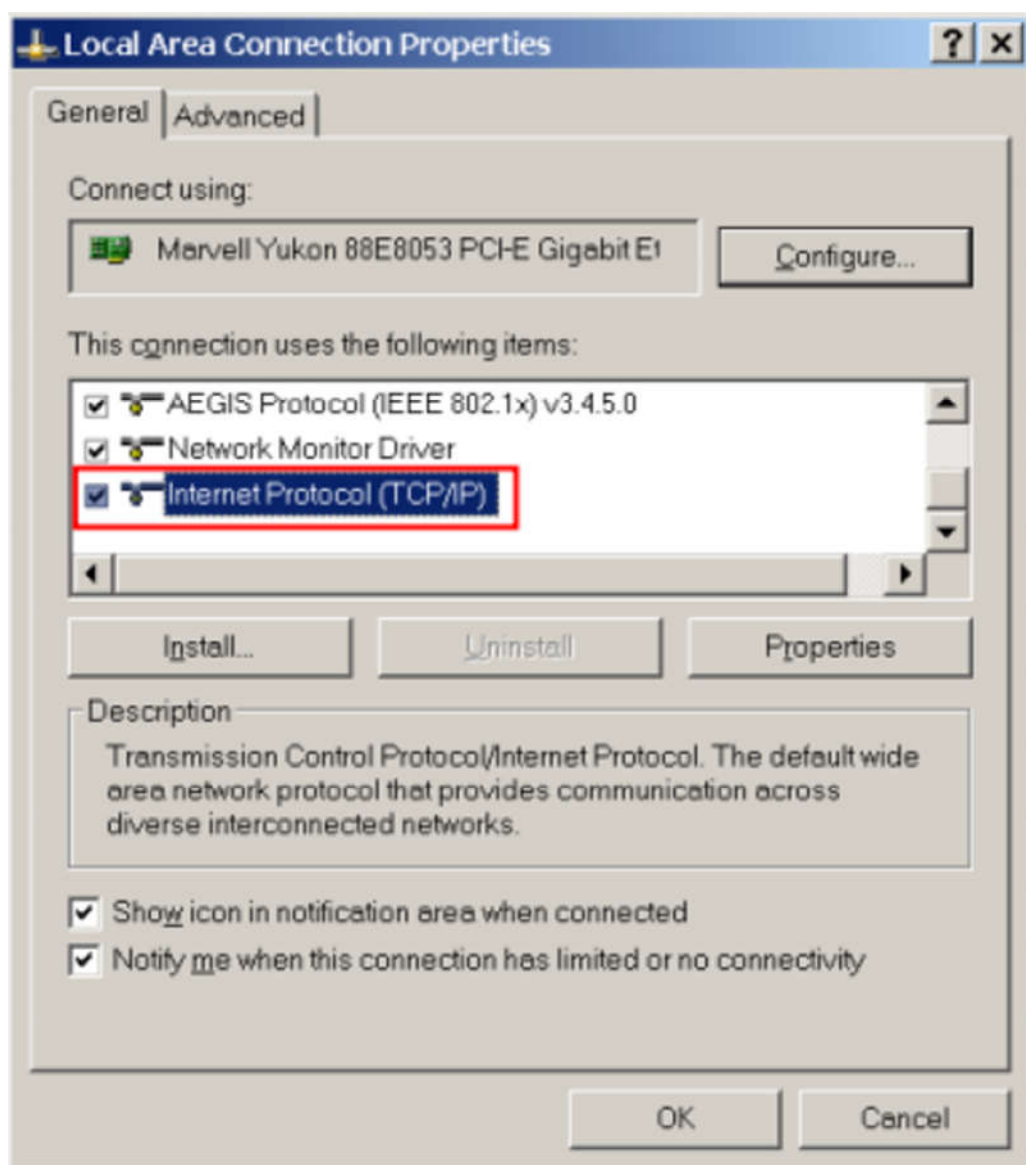 Local Area Connection Properties
General Advanced
Connect using:
Marvell Yukon 88E8053 PCI-E Gigabit Et
Configure...
This connection uses the following items:
AEGIS Protocol (IEEE 802.1x) v3.4.5.0
Network Monitor Driver
Internet Protocol (TCP/IP)
Install... Uninstall Properties
Description
Transmission Control Protocol/Internet Protocol. The default wide
area network protocol that provides communication across
diverse interconnected networks.
Show icon in notification area when connected
Notify me when this connection has limited or no connectivity
OK Cancel